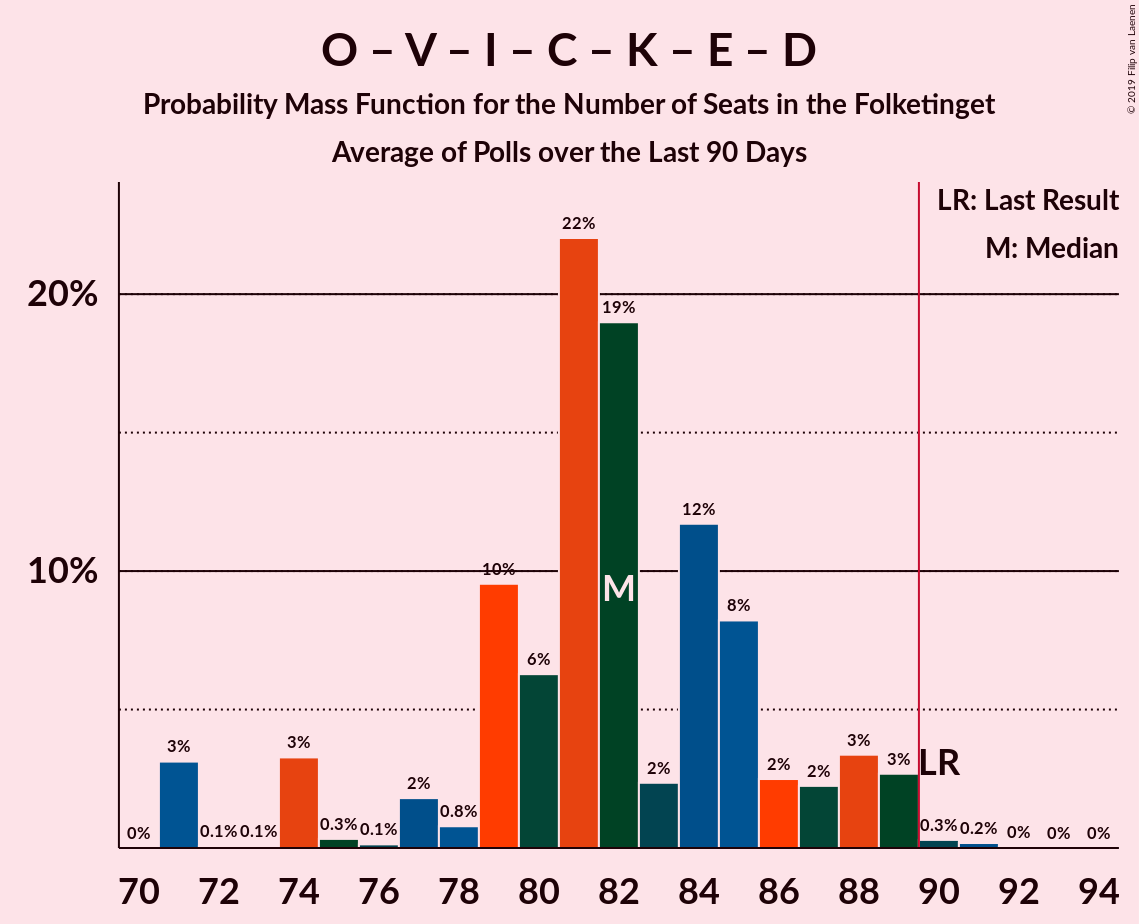 O – V – I – C – K – E – D
Probability Mass Function for the Number of Seats in the Folketinget
Average of Polls over the Last 90 Days
© 2019 Filip van Laenen
LR: Last Result
M: Median
20%
10%
0% 3% 0.1% 0.1% 3% 0.3% 0.1% 2% 0.8% 10% 6% 22% 19% 2% 12% 8% 2% 2% 3% 3% 0.3% 0.2% 0% 0% 0%
M
LR
70 72 74 76 78 80 82 84 86 88 90 92 94